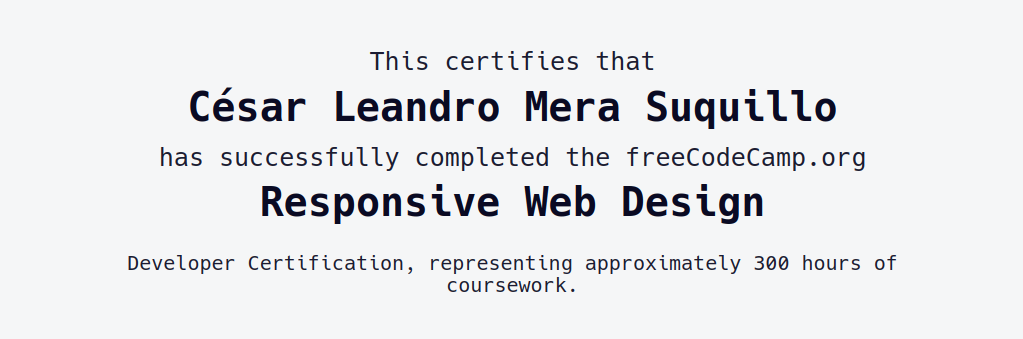 This certifies that
César Leandro Mera Suquillo
has successfully completed the freeCodeCamp.org
Responsive Web Design
Developer Certification, representing approximately 300 hours of
coursework.